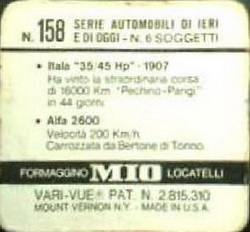 N. 158 SERIE AUTOMOBILI DI IERI
E DI OGGI - N. 6 SOGGETTI
• Itala "35/45 Hp" - 1907
Ha vinto la straordinaria corsa
di 16000 Km "Pechino-Parigi"
in 44 giorni.
• Alfa 2600
Velocità 200 Km/h.
Carrozzata da Bertone di Torino.
FORMAGGINO MIO LOCATELLI
VARI-VUE® PAT. N. 2.815.310
MOUNT VERNON N.Y. - MADE IN U.S.A.